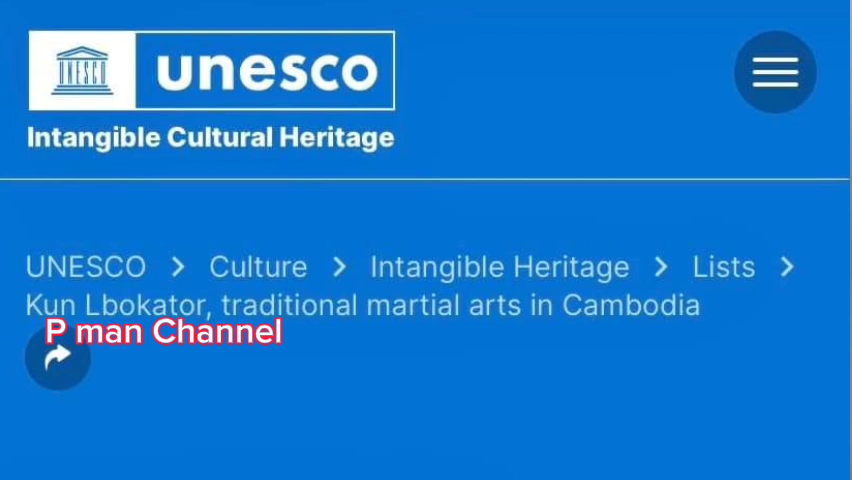 UNESCO
unesco
Intangible Cultural Heritage
UNESCO > Culture > Intangible Heritage > Lists >
Kun Lbokator, traditional martial arts in Cambodia
P man Channel